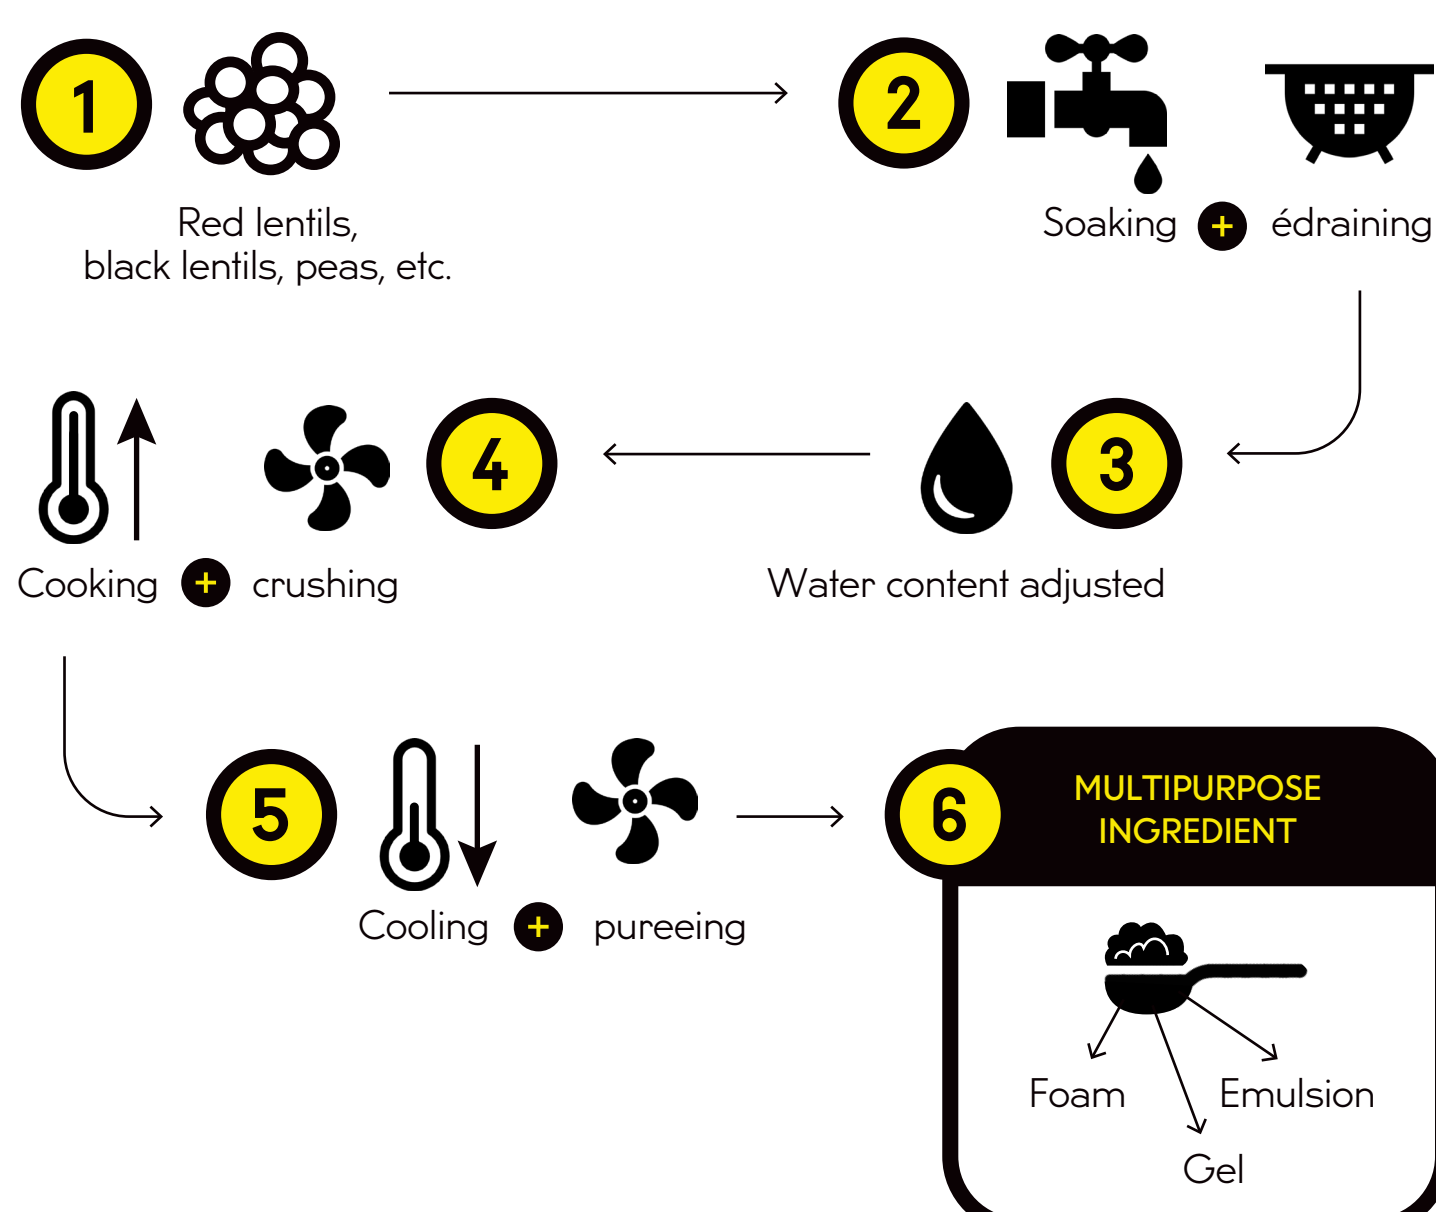 1
Red lentils,
black lentils, peas, etc.
2
Soaking + édraining
3
Water content adjusted
4
Cooking + crushing
5
Cooling + pureeing
6
MULTIPURPOSE
INGREDIENT
Foam
Emulsion
Gel